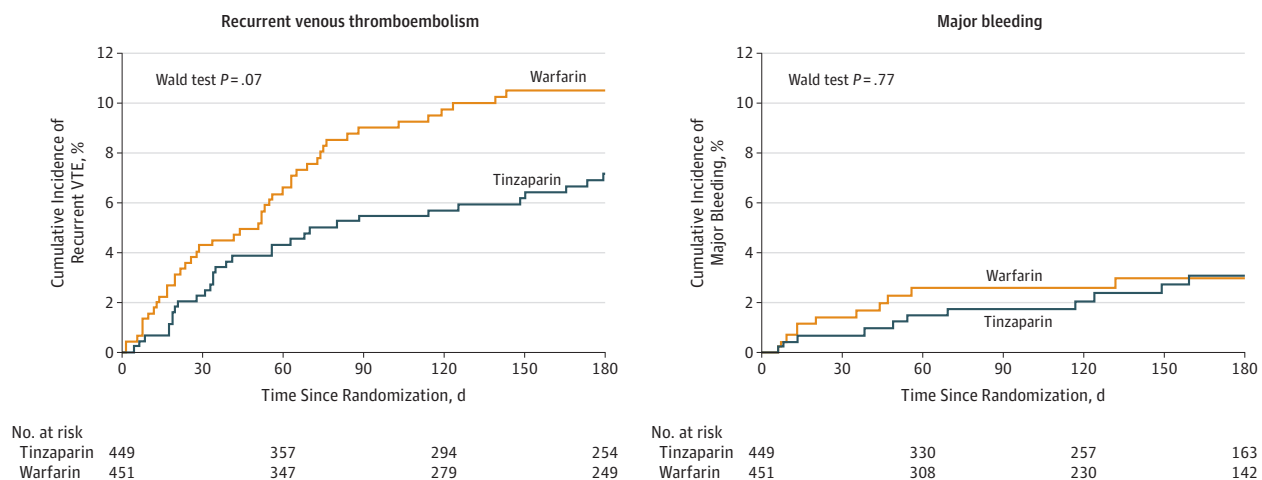 Recurrent venous thromboembolism
12
10
8
6
4
2
0
Cumulative Incidence of
Recurrent VTE, %
Wald test P = .07
Warfarin
Tinzaparin
0 30 60 90 120 150 180
Time Since Randomization, d
No. at risk
Tinzaparin 449 357 294 254
Warfarin 451 347 279 249
Major bleeding
12
10
8
6
4
2
0
Cumulative Incidence of
Major Bleeding, %
Wald test P = .77
Warfarin
Tinzaparin
0 30 60 90 120 150 180
Time Since Randomization, d
No. at risk
Tinzaparin 449 330 257 163
Warfarin 451 308 230 142